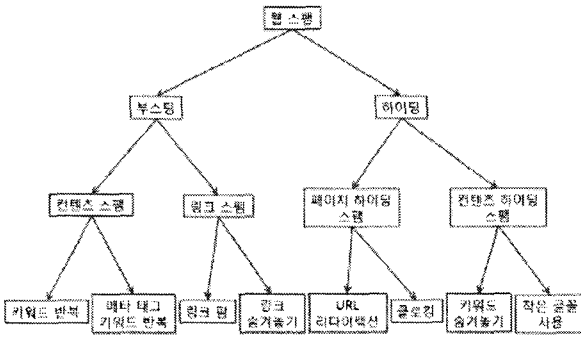 웹 스팸
부스팅
하이딩
컨텐츠 스팸
링크 스팸
페이지 하이딩
스팸
컨텐츠 하이딩
스팸
키워드 반복
메타 태그
키워드 반복
링크 팜
링크
숨겨놓기
URL
리다이렉션
클로킹
키워드
숨겨놓기
작은 글꼴
사용